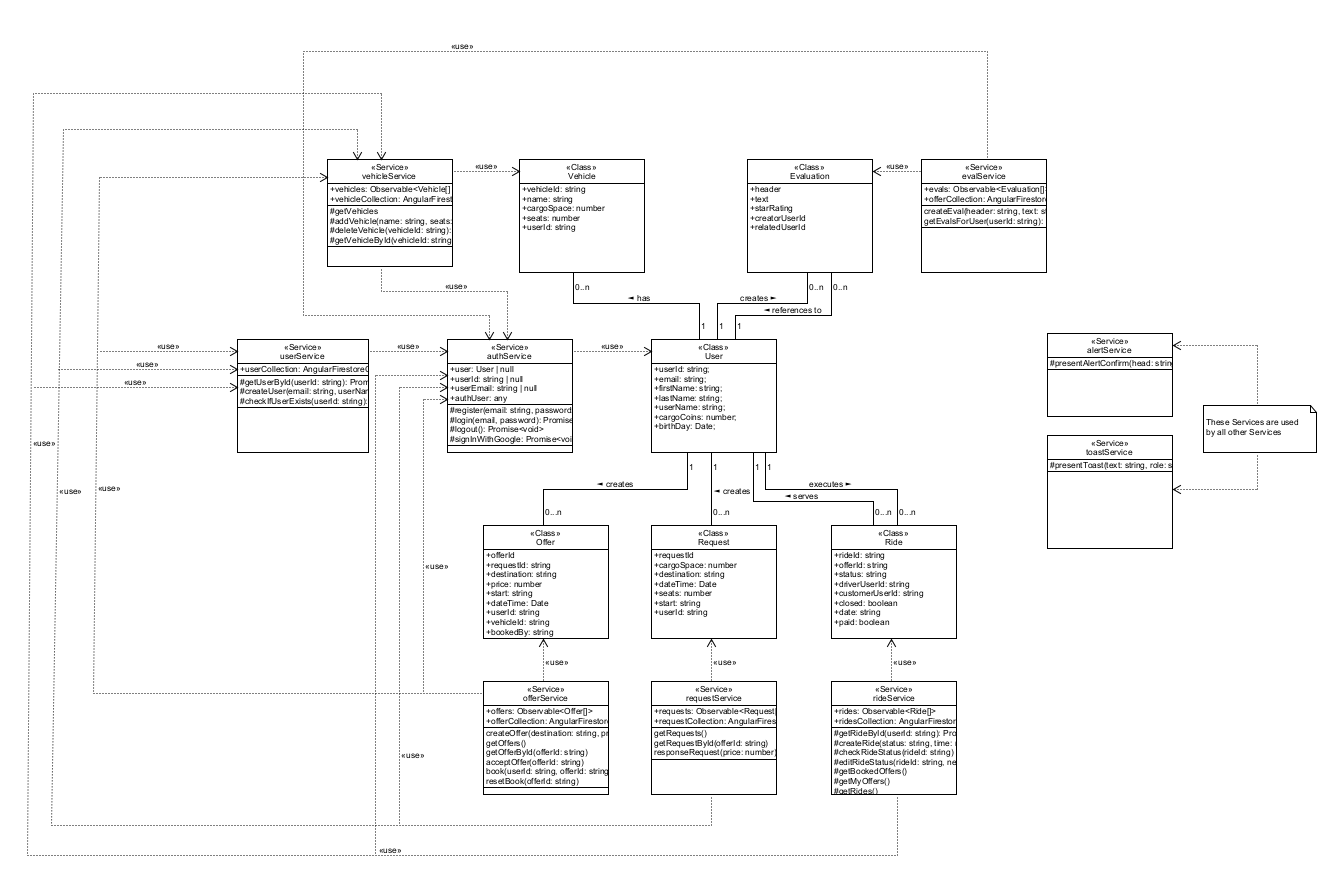 «use»
«Service»
vehicleService
+vehicles: Observable<Vehicle[]
+vehicleCollection: AngularFirest
#getVehicles
#addVehicle(name: string, seats:
#deleteVehicle(vehicleId: string):
#getVehicleById(vehicleId: string
«use»
«Class»
Vehicle
+vehicleId: string
+name: string
+cargoSpace: number
+seats: number
+userId: string
«Class»
Evaluation
+header
+text
+starRating
+creatorUserId
+relatedUserId
«use»
«Service»
evalService
+evals: Observable<Evaluation[]
+offerCollection: AngularFirestor
createEval(header: string, text: st
getEvalsForUser(userId: string):
«use»
0..n
◄ has
1
0..n
0..n
creates ►
◄ references to
1
1
«use»
«use»
«use»
«Service»
userService
+userCollection: AngularFirestore
#getUserById(userId: string): Prom
#createUser(email: string, userNar
#checkIfUserExists(userId: string)
«use»
«Service»
authService
+user: User | null
+userId: string | null
+userEmail: string | null
+authUser: any
#register(email: string, password
#login(email, password): Promise
#logout(): Promise<void>
#signInWithGoogle: Promise<voi
«use»
«Class»
User
+userId: string;
+email: string;
+firstName: string;
+lastName: string;
+userName: string;
+cargoCoins: number;
+birthDay: Date;
«Service»
alertService
#presentAlertConfirm(head: strin
These Services are used
by all other Services
«Service»
toastService
#presentToast(text: string, role: s
«use»
«use»
«use»
1
1
1
1
◄ creates
◄ creates
executes ►
◄ serves
0...n
0...n
0...n
0...n
«use»
«Class»
Offer
+offerId
+requestId: string
+destination: string
+price: number
+start: string
+dateTime: Date
+userId: string
+vehicleId: string
+bookedBy: string
«Class»
Request
+requestId
+cargoSpace: number
+destination: string
+dateTime: Date
+seats: number
+start: string
+userId: string
«Class»
Ride
+rideId: string
+offerId: string
+status: string
+driverUserId: string
+customerUserId: string
+closed: boolean
+date: string
+paid: boolean
«use»
«use»
«use»
«Service»
offerService
+offers: Observable<Offer[]>
+offerCollection: AngularFirestor
createOffer(destination: string, pr
getOffers()
getOfferById(offerId: string)
acceptOffer(offerId: string)
book(userId: string, offerId: string
resetBook(offerId: string)
«Service»
requestService
+requests: Observable<Request
+requestCollection: AngularFires
getRequests()
getRequestById(offerId: string)
responseRequest(price: number)
«Service»
rideService
+rides: Observable<Ride[]>
+ridesCollection: AngularFirestor
#getRideById(userId: string): Pro
#createRide(status: string, time:
#checkRideStatus(rideId: string)
#editRideStatus(rideId: string, ne
#getBookedOffers()
#getMyOffers()
#getRides()
«use»
«use»